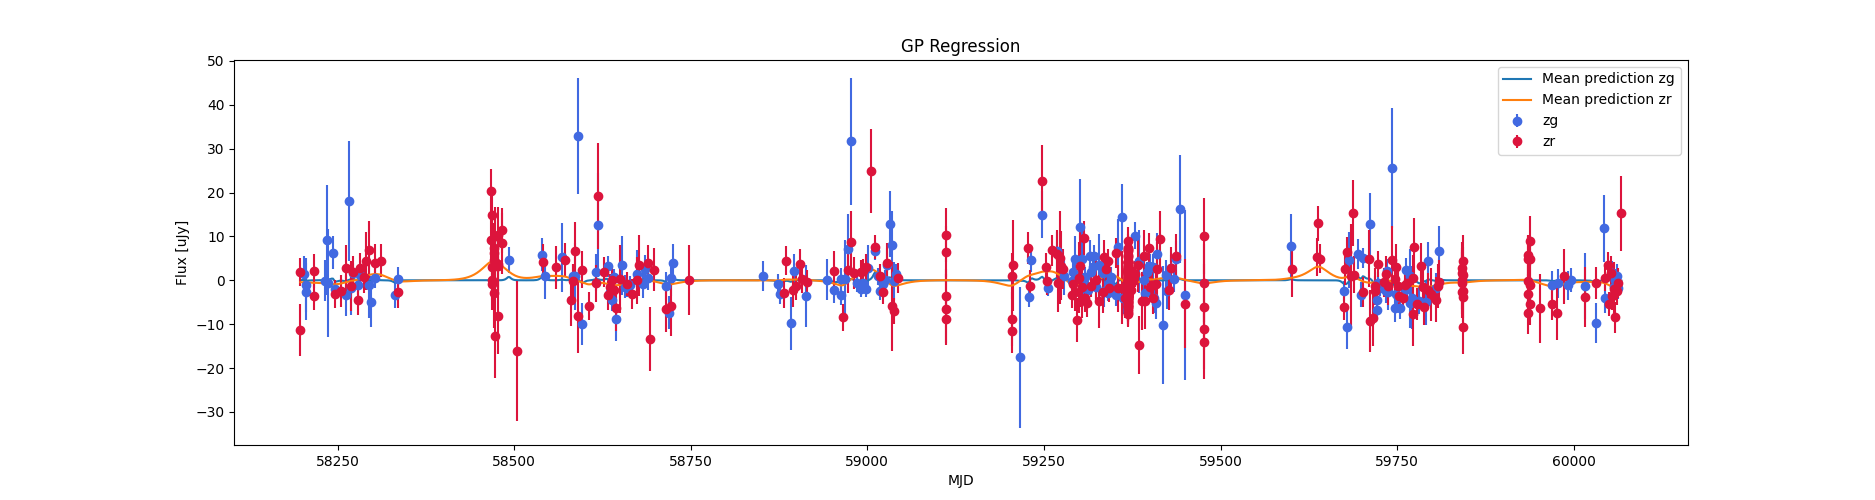 GP Regression
50
40
30
20
10
0
−10
−20
−30
Flux [uJy]
58250 58500 58750 59000 59250 59500 59750 60000
MJD
Mean prediction zg
Mean prediction zr
zg
zr